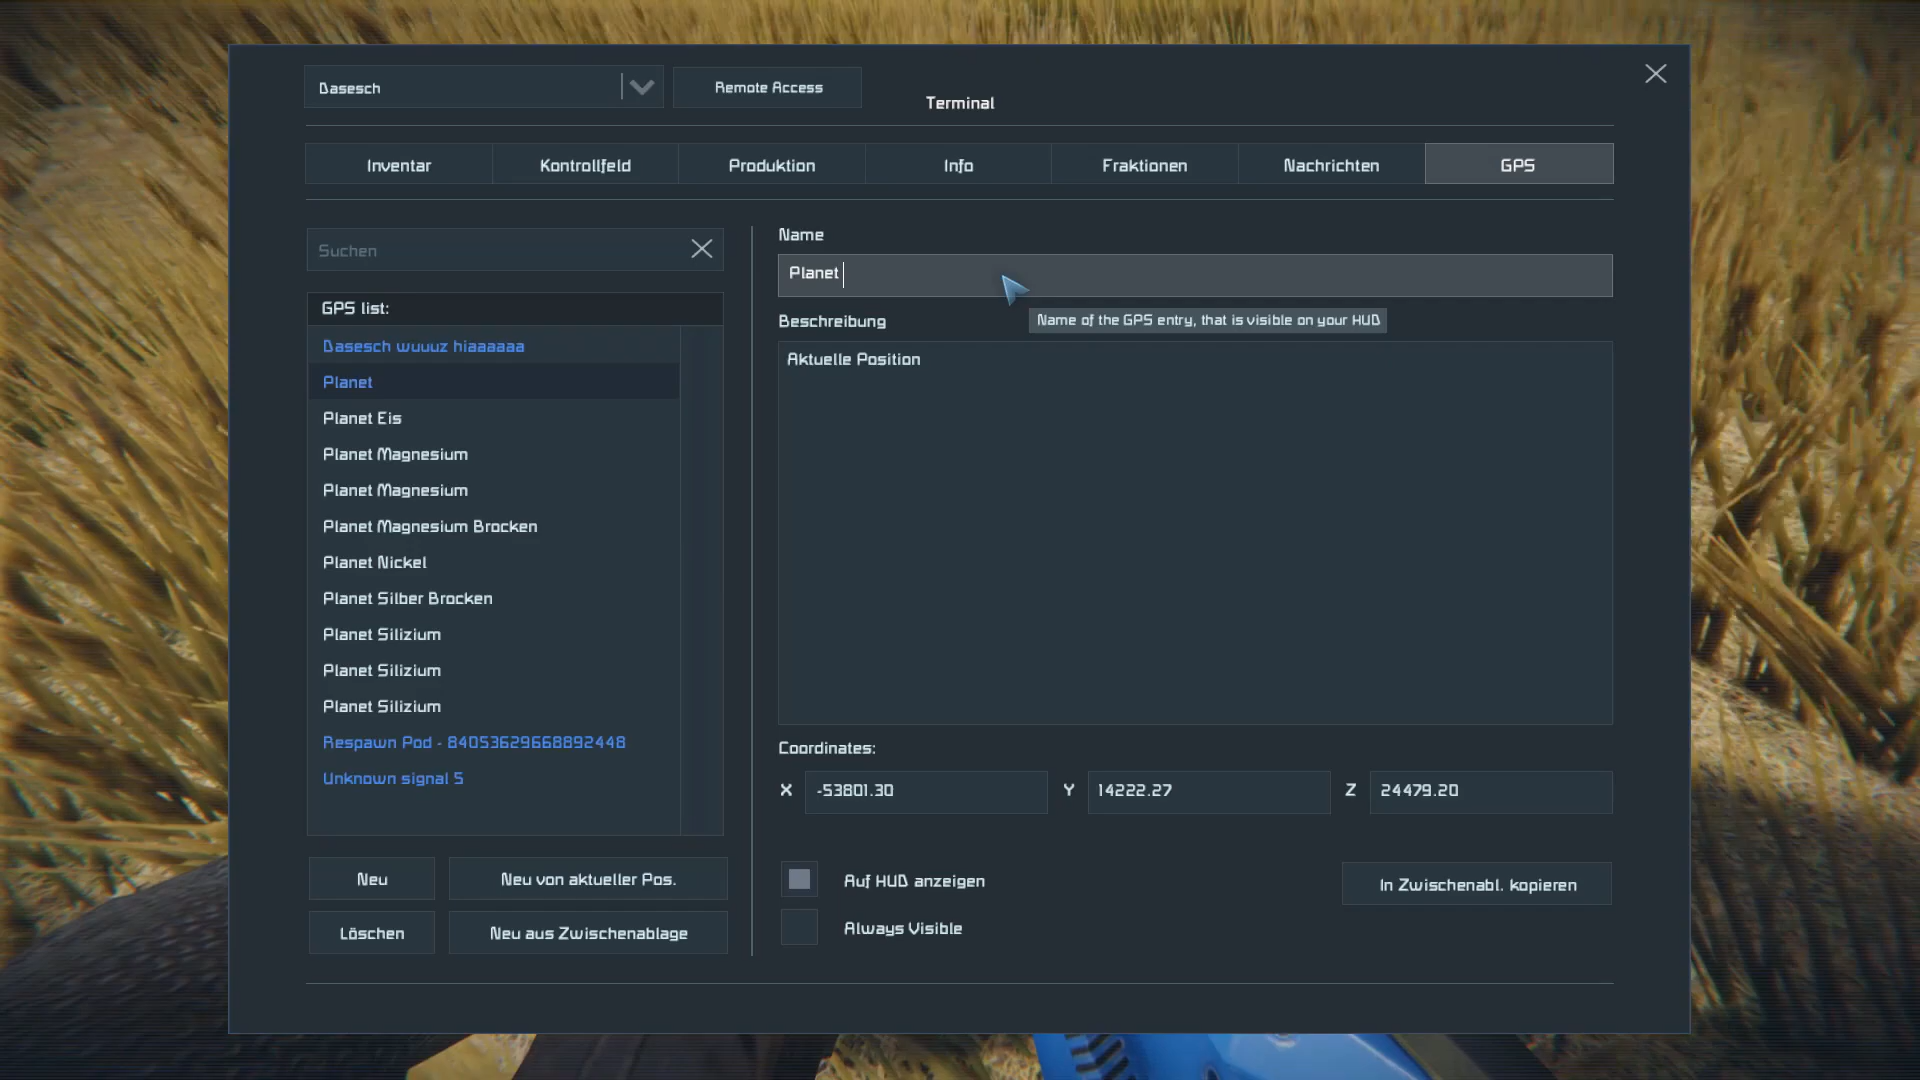 Basesch
Remote Access
Terminal
Inventar
Kontrollfeld
Produktion
Info
Fraktionen
Nachrichten
GPS
Suchen
GPS list:
Basesch wuuuz hiaaaaaa
Planet
Planet Eis
Planet Magnesium
Planet Magnesium
Planet Magnesium Brocken
Planet Nickel
Planet Silber Brocken
Planet Silizium
Planet Silizium
Planet Silizium
Respawn Pod - 84053629668892448
Unknown signal 5
Neu
Neu von aktueller Pos.
Löschen
Neu aus Zwischenablage
Name
Planet
Name of the GPS entry, that is visible on your HUD
Beschreibung
Aktuelle Position
Coordinates:
X -53801.30 Y 14222.27 Z 24479.20
Auf HUD anzeigen
In Zwischenabl. kopieren
Always Visible